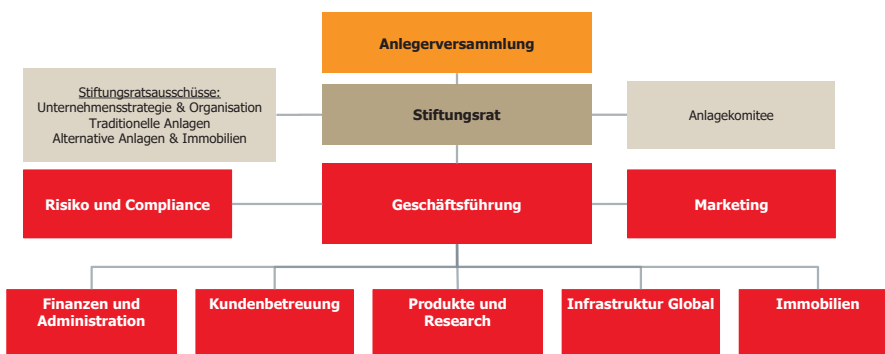 Anlegerversammlung
Stiftungsratsausschüsse:
Unternehmensstrategie & Organisation
Traditionelle Anlagen
Alternative Anlagen & Immobilien
Stiftungsrat
Anlagekomitee
Risiko und Compliance
Geschäftsführung
Marketing
Finanzen und
Administration
Kundenbetreuung
Produkte und
Research
Infrastruktur Global
Immobilien